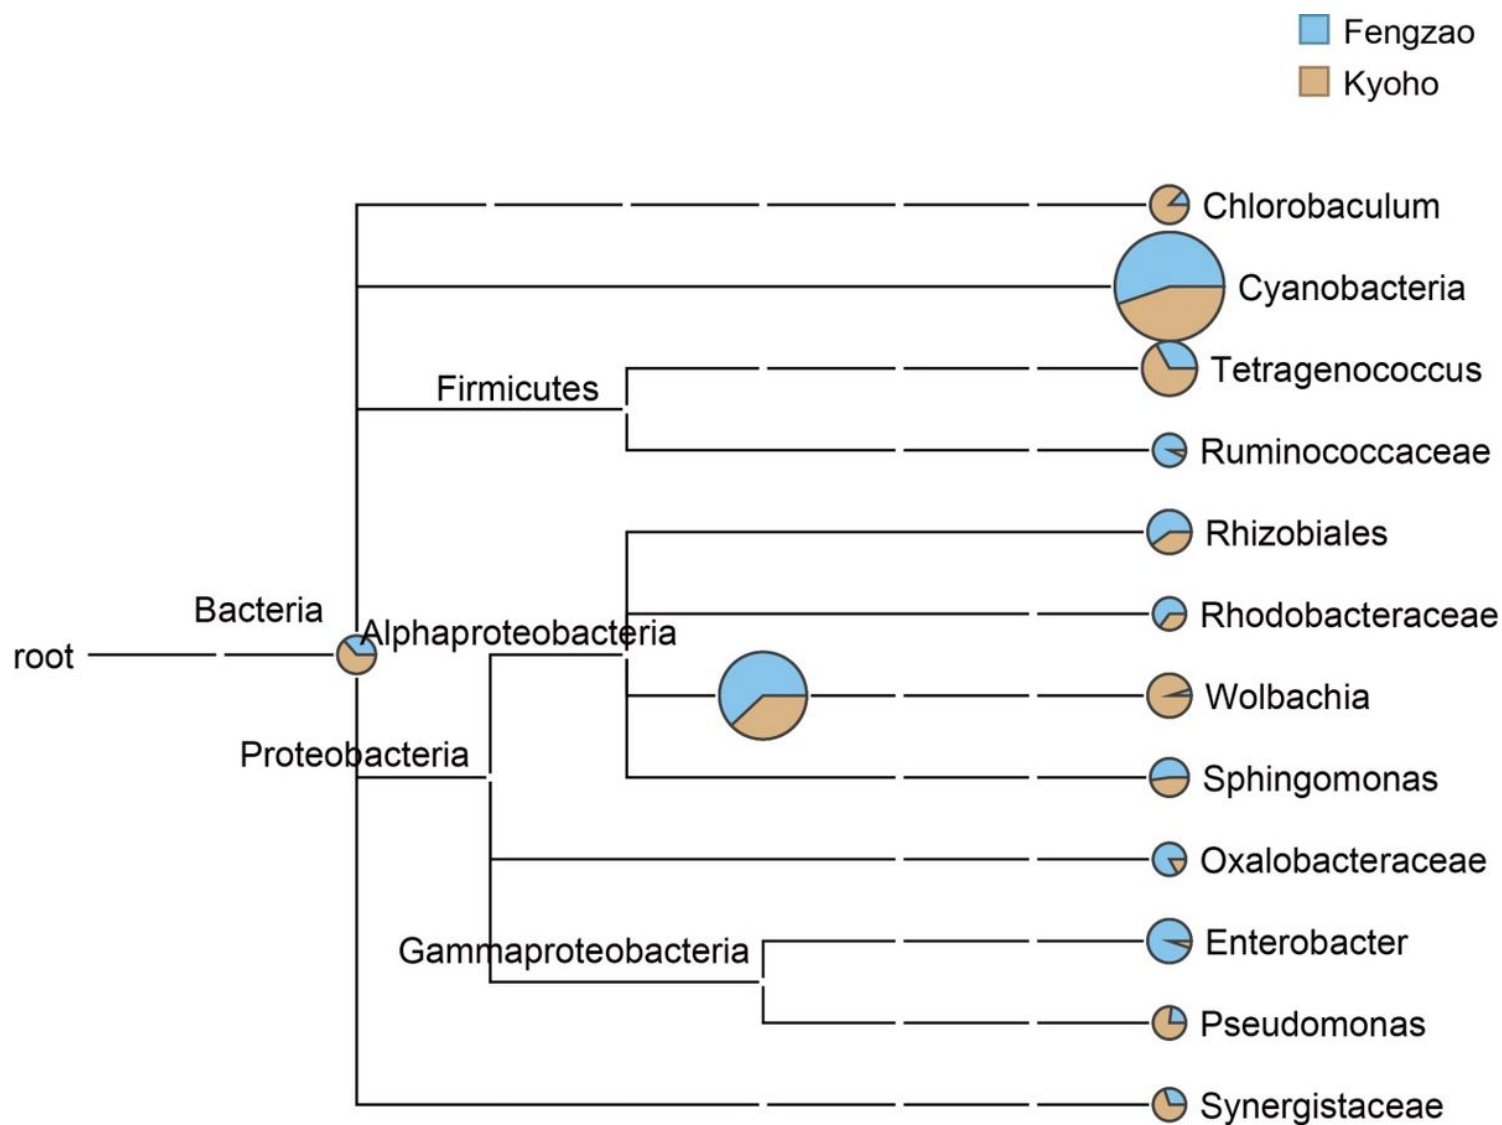 Fengzao
Kyoho
Chlorobaculum
Cyanobacteria
Tetragenococcus
Firmicutes
Ruminococcaceae
Rhizobiales
Bacteria
Rhodobacteraceae
Alphaproteobacteria
root
Wolbachia
Proteobacteria
Sphingomonas
Oxalobacteraceae
Enterobacter
Gammaproteobacteria
Pseudomonas
Synergistaceae